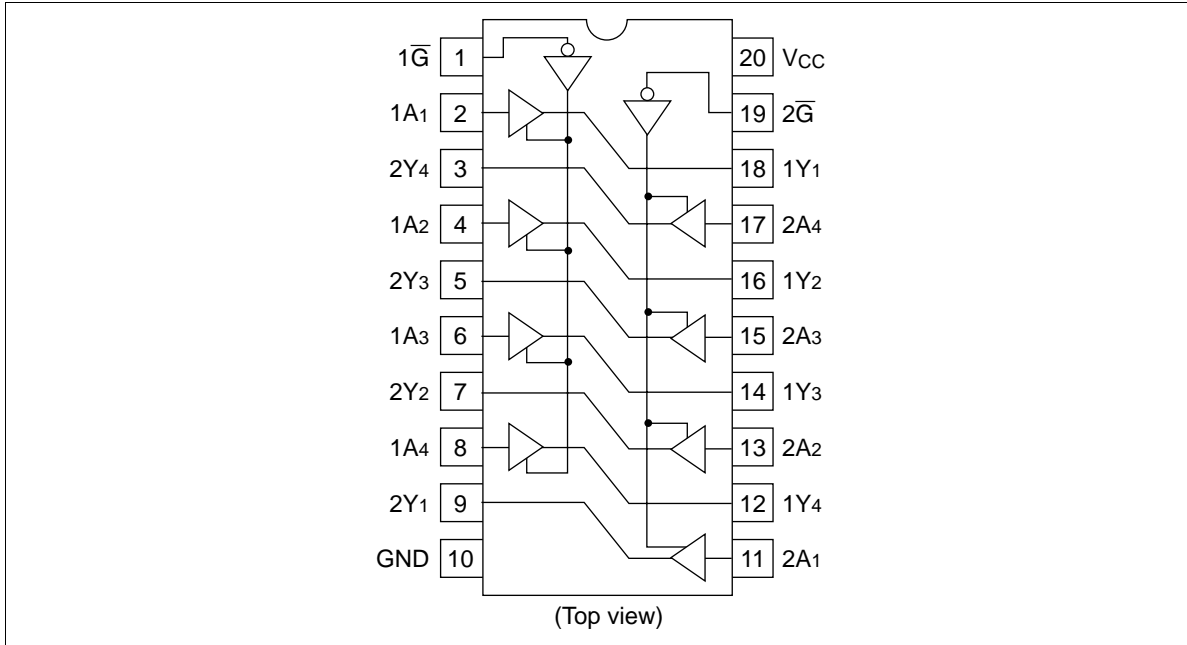 1G̅ 1 20 VCC
1A1 2 19 2G̅
2Y4 3 18 1Y1
1A2 4 17 2A4
2Y3 5 16 1Y2
1A3 6 15 2A3
2Y2 7 14 1Y3
1A4 8 13 2A2
2Y1 9 12 1Y4
GND 10 11 2A1
(Top view)